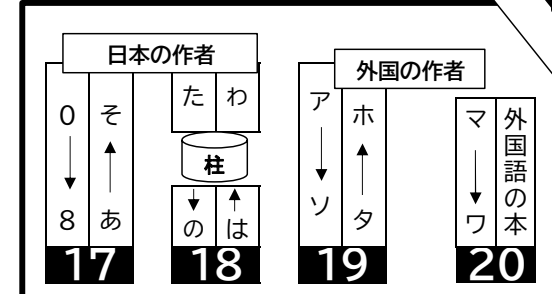 日本の作者
0
↓
8
そ
↑
あ
17
た
わ
柱
↓
の
↑
は
18
外国の作者
ア
↓
ソ
ホ
↑
タ
19
マ
↓
ワ
外国語の本
20